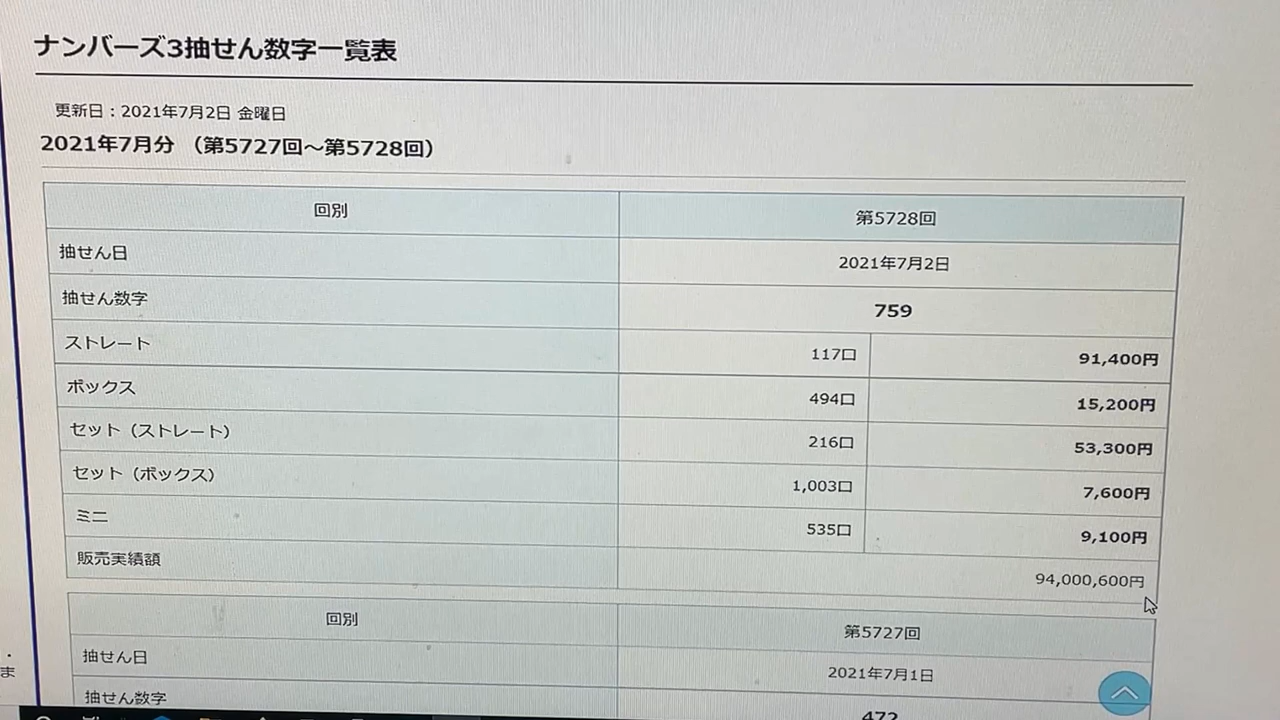 ナンバーズ3抽せん数字一覧表
更新日：2021年7月2日 金曜日
2021年7月分 （第5727回～第5728回）
回別 第5728回
抽せん日 2021年7月2日
抽せん数字 759
ストレート 117口 91,400円
ボックス 494口 15,200円
セット（ストレート） 216口 53,300円
セット（ボックス） 1,003口 7,600円
ミニ 535口 9,100円
販売実績額 94,000,600円
回別 第5727回
抽せん日 2021年7月1日
抽せん数字 472
・
ま